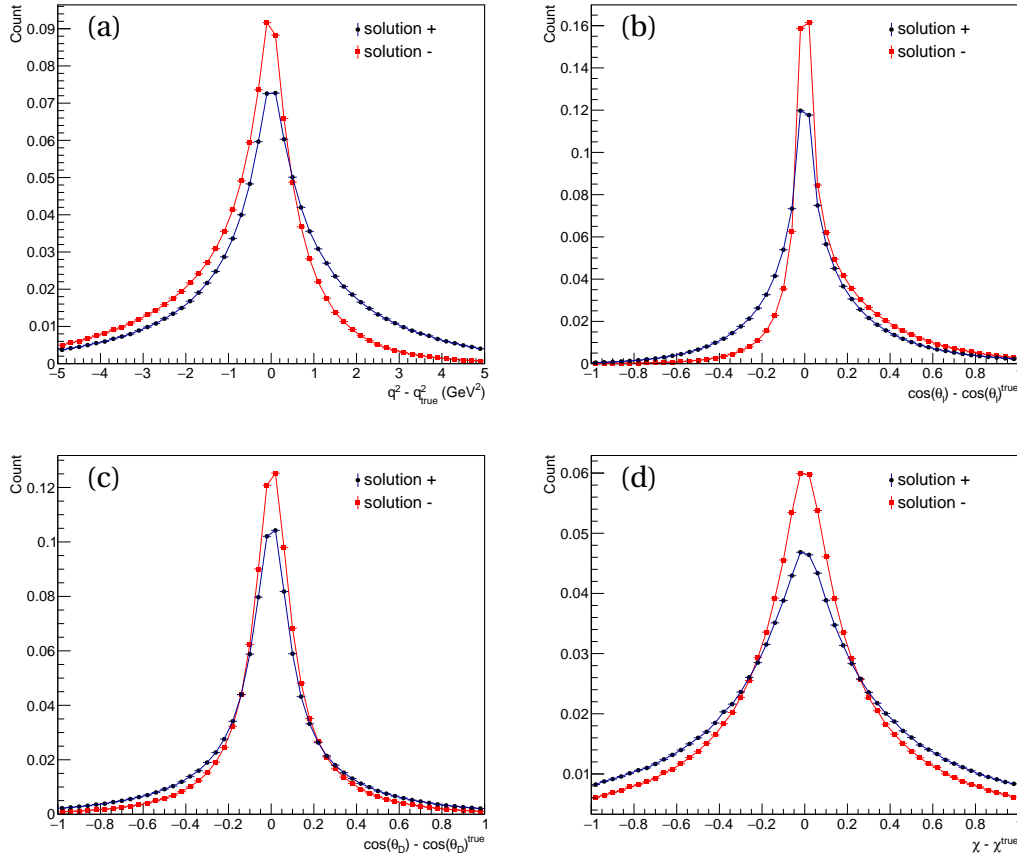 (a)
Count
solution +
solution -
0.09
0.08
0.07
0.06
0.05
0.04
0.03
0.02
0.01
0
−5 −4 −3 −2 −1 0 1 2 3 4 5
q² - q²true (GeV²)
(b)
Count
solution +
solution -
0.16
0.14
0.12
0.1
0.08
0.06
0.04
0.02
0
−1 −0.8 −0.6 −0.4 −0.2 0 0.2 0.4 0.6 0.8 1
cos(θl) - cos(θl)true
(c)
Count
solution +
solution -
0.12
0.1
0.08
0.06
0.04
0.02
0
−1 −0.8 −0.6 −0.4 −0.2 0 0.2 0.4 0.6 0.8 1
cos(θD) - cos(θD)true
(d)
Count
solution +
solution -
0.06
0.05
0.04
0.03
0.02
0.01
−1 −0.8 −0.6 −0.4 −0.2 0 0.2 0.4 0.6 0.8 1
χ - χtrue